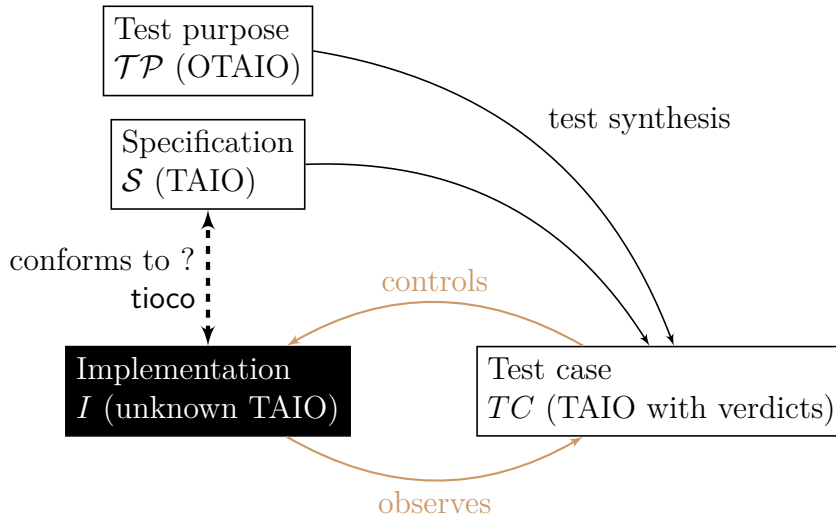 Test purpose
𝒯𝒫 (OTAIO)
test synthesis
Specification
𝒮 (TAIO)
conforms to ?
tioco
controls
Implementation
I (unknown TAIO)
Test case
TC (TAIO with verdicts)
observes